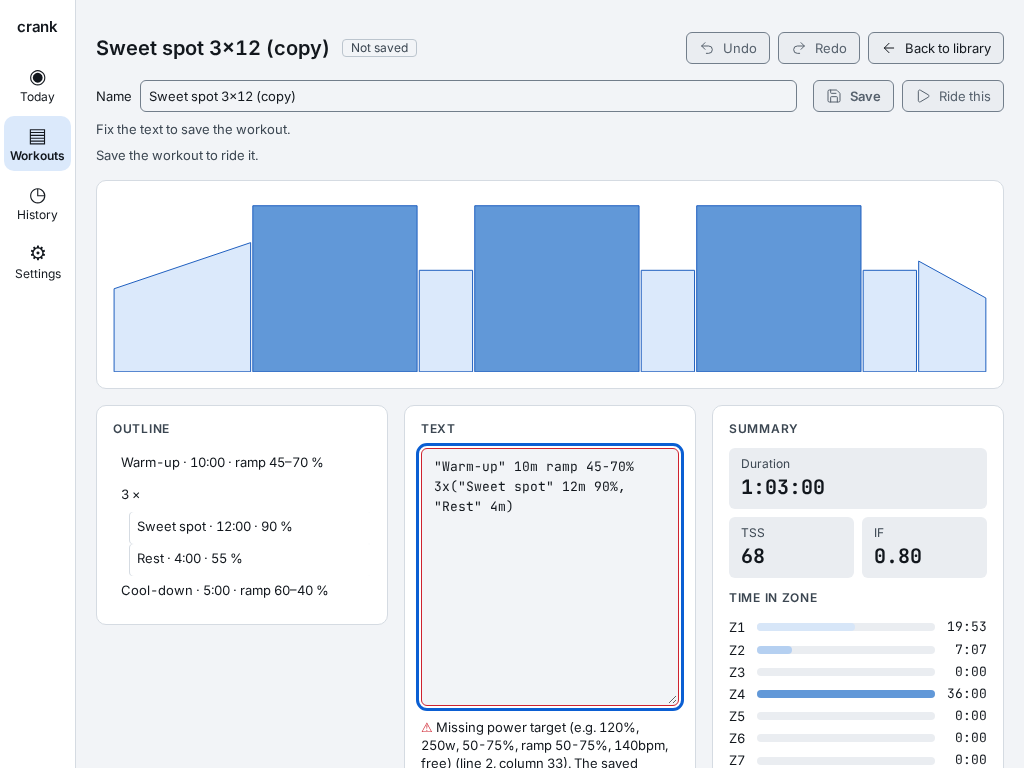 crank
Today
Workouts
History
Settings
Sweet spot 3×12 (copy)
Not saved
Undo
Redo
Back to library
Name
Sweet spot 3×12 (copy)
Save
Ride this
Fix the text to save the workout.
Save the workout to ride it.
OUTLINE
Warm-up · 10:00 · ramp 45–70 %
3 ×
Sweet spot · 12:00 · 90 %
Rest · 4:00 · 55 %
Cool-down · 5:00 · ramp 60–40 %
TEXT
"Warm-up" 10m ramp 45-70%
3x("Sweet spot" 12m 90%,
"Rest" 4m)
⚠ Missing power target (e.g. 120%,
250w, 50-75%, ramp 50-75%, 140bpm,
free) (line 2, column 33). The saved
SUMMARY
Duration
1:03:00
TSS
68
IF
0.80
TIME IN ZONE
Z1 19:53
Z2 7:07
Z3 0:00
Z4 36:00
Z5 0:00
Z6 0:00
Z7 0:00